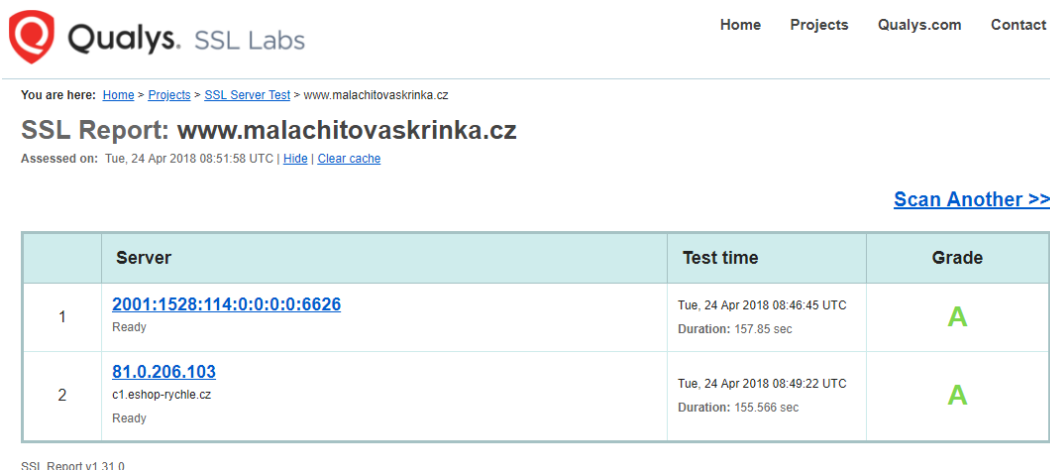 Qualys. SSL Labs
Home Projects Qualys.com Contact
You are here: Home > Projects > SSL Server Test > www.malachitovaskrinka.cz
SSL Report: www.malachitovaskrinka.cz
Assessed on: Tue, 24 Apr 2018 08:51:58 UTC | Hide | Clear cache
Scan Another >>
Server Test time Grade
1 2001:1528:114:0:0:0:0:6626 Tue, 24 Apr 2018 08:46:45 UTC A
Ready Duration: 157.85 sec
2 81.0.206.103 Tue, 24 Apr 2018 08:49:22 UTC A
c1.eshop-rychle.cz
Ready Duration: 155.566 sec
SSL Report v1.31.0